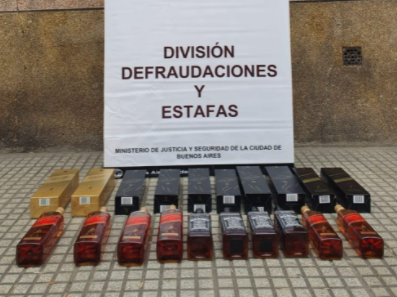 DIVISIÓN
DEFRAUDACIONES
Y
ESTAFAS
MINISTERIO DE JUSTICIA Y SEGURIDAD DE LA CIUDAD DE
BUENOS AIRES